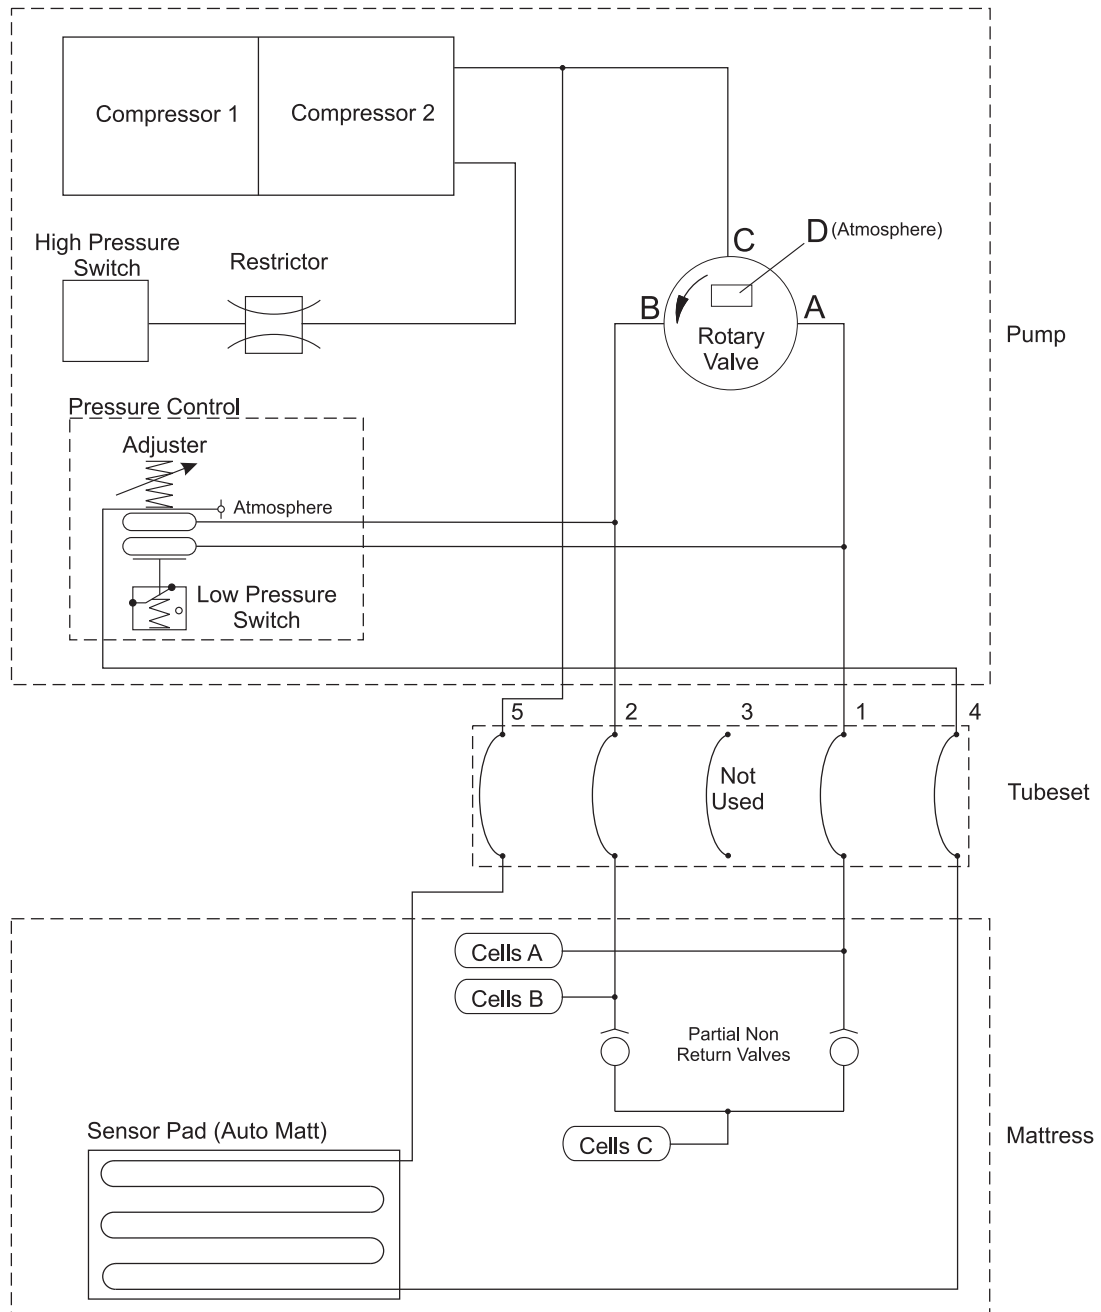 Compressor 1
Compressor 2
High Pressure
Switch
Restrictor
C
D (Atmosphere)
B
A
Rotary
Valve
Pump
Pressure Control
Adjuster
Atmosphere
Low Pressure
Switch
5
2
3
1
4
Not
Used
Tubeset
Cells A
Cells B
Partial Non
Return Valves
Sensor Pad (Auto Matt)
Cells C
Mattress